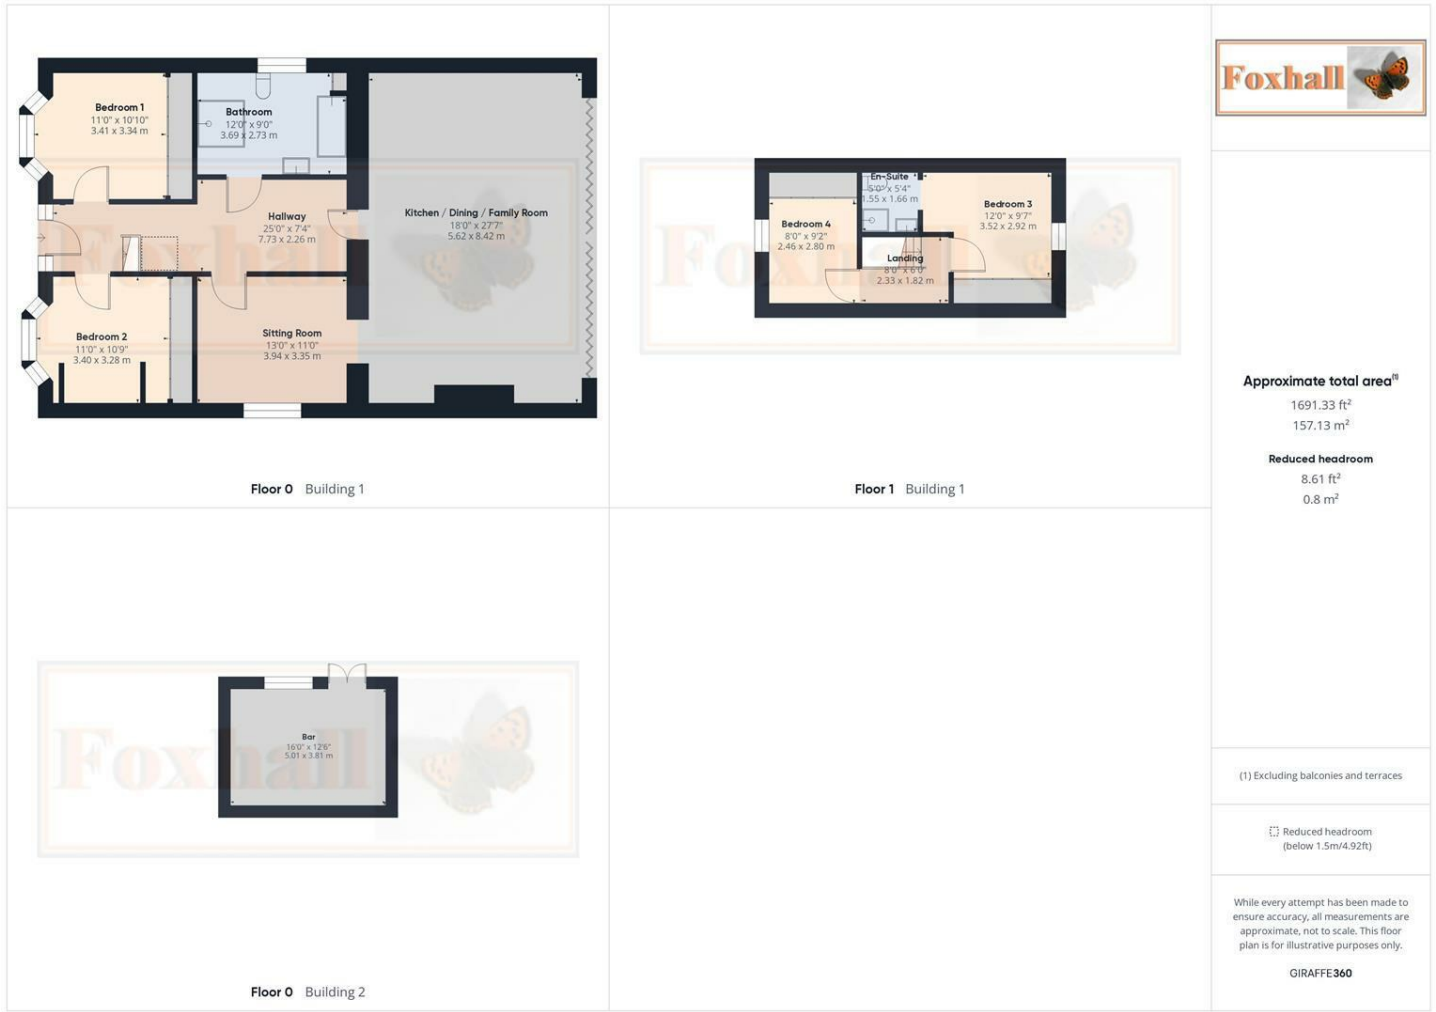 Bedroom 1
11'0" x 10'10"
3.41 x 3.34 m
Bathroom
12'0" x 9'0"
3.69 x 2.73 m
Hallway
25'0" x 7'4"
7.73 x 2.26 m
Kitchen / Dining / Family Room
18'0" x 27'7"
5.62 x 8.42 m
Bedroom 2
11'0" x 10'9"
3.40 x 3.28 m
Sitting Room
13'0" x 11'0"
3.94 x 3.35 m
Foxhall
Floor 0 Building 1
En-Suite
5'0" x 5'4"
1.55 x 1.66 m
Bedroom 3
12'0" x 9'7"
3.52 x 2.92 m
Bedroom 4
8'0" x 9'2"
2.46 x 2.80 m
Landing
8'0" x 6'0"
2.33 x 1.82 m
Foxhall
Floor 1 Building 1
Bar
16'0" x 12'6"
5.01 x 3.81 m
Foxhall
Floor 0 Building 2
Foxhall
Approximate total area(1)
1691.33 ft²
157.13 m²
Reduced headroom
8.61 ft²
0.8 m²
(1) Excluding balconies and terraces
Reduced headroom
(below 1.5m/4.92ft)
While every attempt has been made to
ensure accuracy, all measurements are
approximate, not to scale. This floor
plan is for illustrative purposes only.
GIRAFFE360